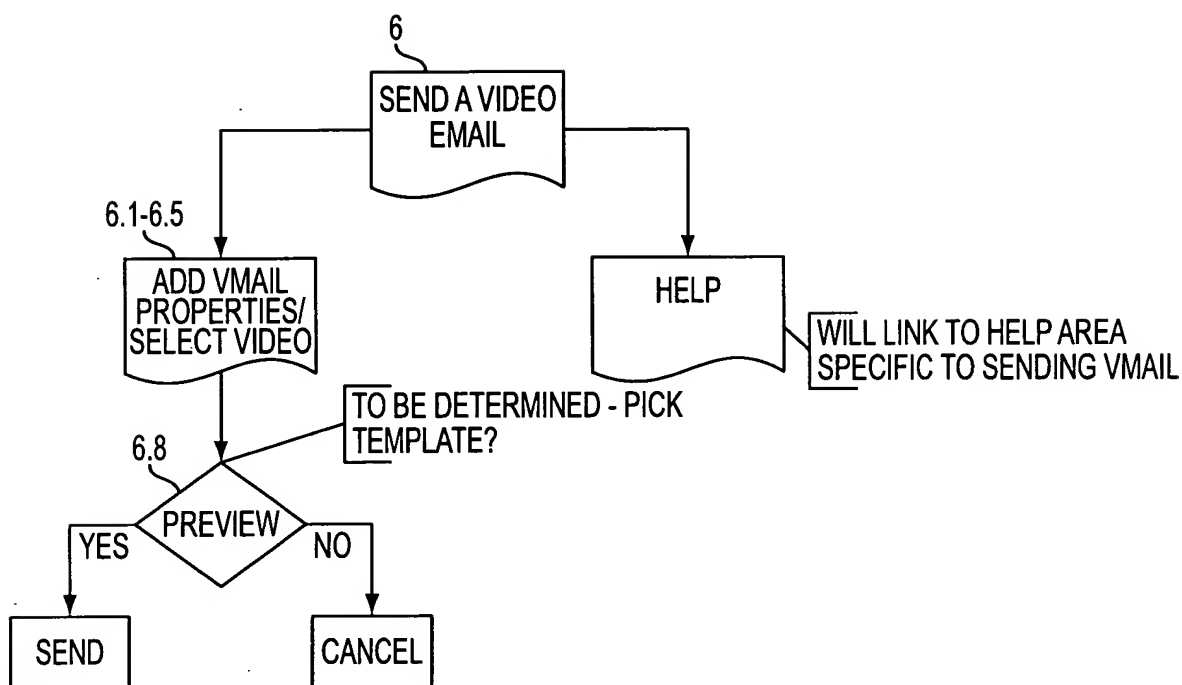 6
SEND A VIDEO
EMAIL
6.1-6.5
ADD VMAIL
PROPERTIES/
SELECT VIDEO
HELP
WILL LINK TO HELP AREA
SPECIFIC TO SENDING VMAIL
TO BE DETERMINED - PICK
TEMPLATE?
6.8
PREVIEW
YES
NO
SEND
CANCEL